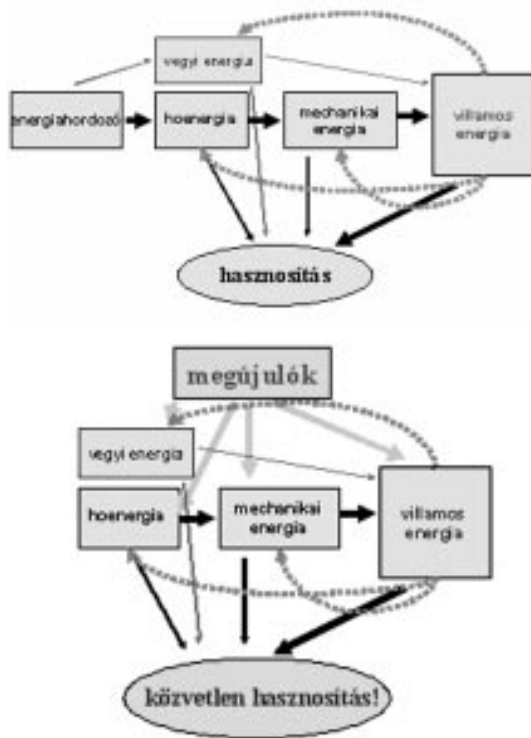 vegyi energia
energiahordozó
hoenergia
mechanikai
energia
villamos
energia
hasznosítás
megújulók
vegyi energia
hoenergia
mechanikai
energia
villamos
energia
közvetlen hasznosítás!